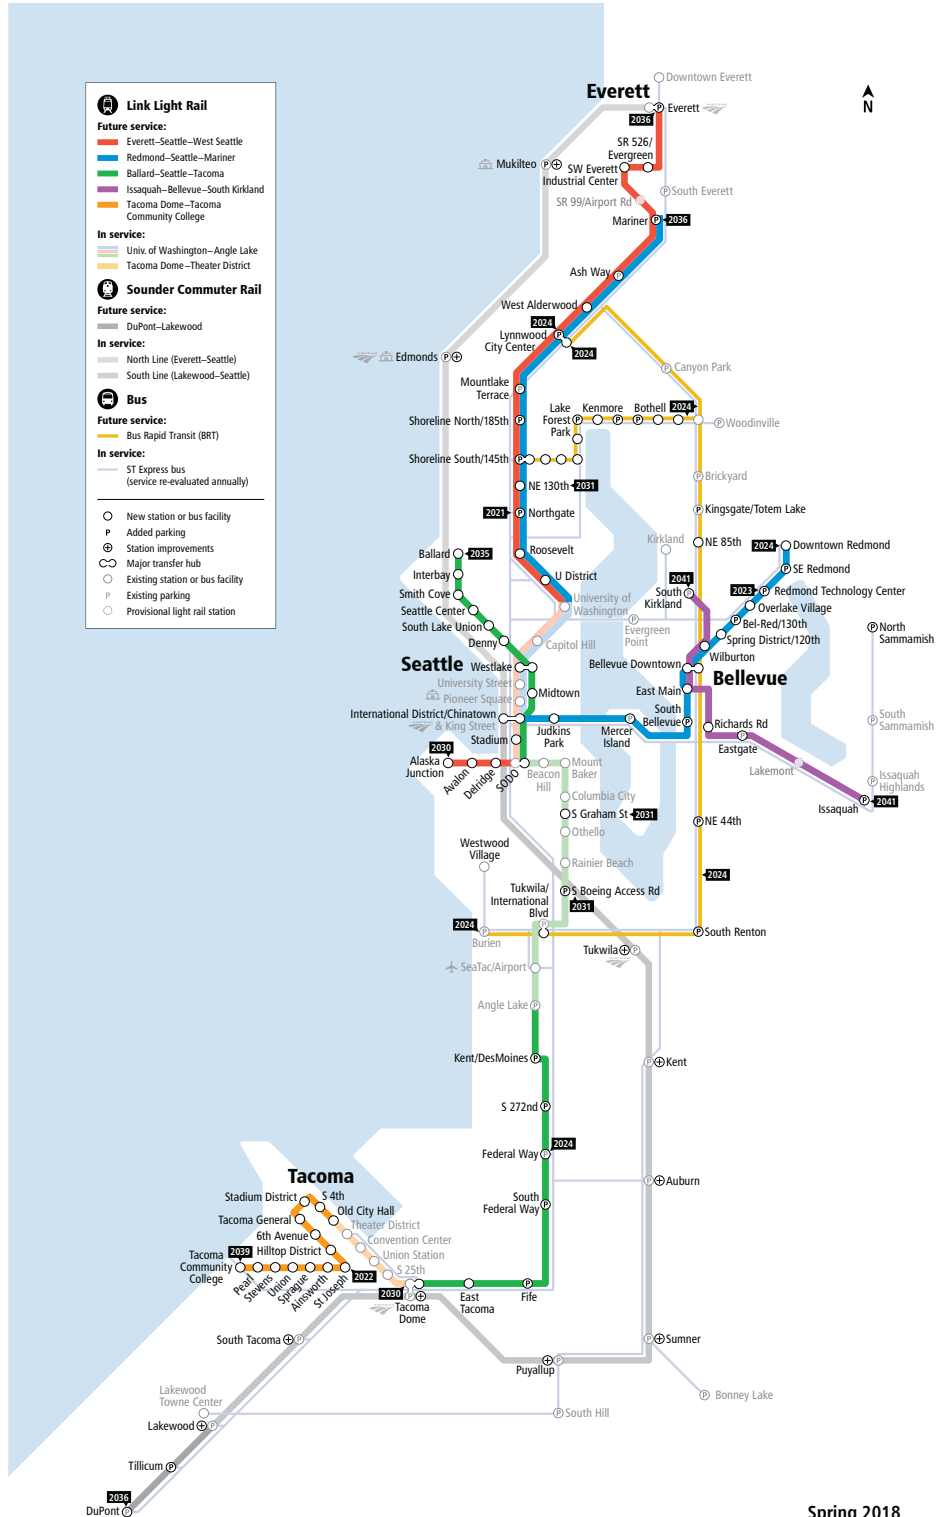 Link Light Rail
Future service:
Everett–Seattle–West Seattle
Redmond–Seattle–Mariner
Ballard–Seattle–Tacoma
Issaquah–Bellevue–South Kirkland
Tacoma Dome–Tacoma
Community College
In service:
Univ. of Washington–Angle Lake
Tacoma Dome–Theater District
Sounder Commuter Rail
Future service:
DuPont–Lakewood
In service:
North Line (Everett–Seattle)
South Line (Lakewood–Seattle)
Bus
Future service:
Bus Rapid Transit (BRT)
In service:
ST Express bus
(service re-evaluated annually)
New station or bus facility
P Added parking
Station improvements
Major transfer hub
Existing station or bus facility
P Existing parking
Provisional light rail station
N
Downtown Everett
Everett
Everett
2036
SR 526/
Evergreen
Mukilteo
SW Everett
Industrial Center
South Everett
SR 99/Airport Rd
Mariner
2036
Ash Way
West Alderwood
2024
Lynnwood
City Center
2024
Edmonds
Canyon Park
Mountlake
Terrace
Lake
Forest
Park
Kenmore
Bothell
2024
Woodinville
Shoreline North/185th
Shoreline South/145th
Brickyard
NE 130th
2031
2021
Northgate
Kingsgate/Totem Lake
Kirkland
NE 85th
2024
Downtown Redmond
Ballard
2035
Roosevelt
SE Redmond
Interbay
U District
2041
South
Kirkland
2023
Redmond Technology Center
Smith Cove
University of
Washington
Overlake Village
Seattle Center
Evergreen
Point
Bel-Red/130th
South Lake Union
Spring District/120th
North
Sammamish
Denny
Capitol Hill
Wilburton
Seattle
Westlake
Bellevue Downtown
Bellevue
University Street
Midtown
East Main
Pioneer Square
International District/Chinatown
& King Street
South
Bellevue
South
Sammamish
Stadium
Judkins
Park
Mercer
Island
Richards Rd
Eastgate
2030
Alaska
Junction
Avalon
Delridge
SODO
Beacon
Hill
Mount
Baker
Lakemont
Issaquah
Highlands
Columbia City
Issaquah
2041
S Graham St
2031
NE 44th
Othello
Westwood
Village
Rainier Beach
2024
Tukwila/
International
Blvd
S Boeing Access Rd
2031
2024
Burien
South Renton
Tukwila
SeaTac/Airport
Angle Lake
Kent/DesMoines
Kent
S 272nd
2024
Federal Way
Auburn
South
Federal Way
Tacoma
Stadium District
S 4th
Old City Hall
Tacoma General
Theater District
6th Avenue
Convention Center
Hilltop District
Union Station
2039
Tacoma
Community
College
Pearl
Stevens
Union
Sprague
Ainsworth
St Joseph
2022
S 25th
2030
Tacoma
Dome
East
Tacoma
Fife
South Tacoma
Sumner
Puyallup
Lakewood
Towne Center
Bonney Lake
South Hill
Lakewood
Tillicum
2036
DuPont
Spring 2018